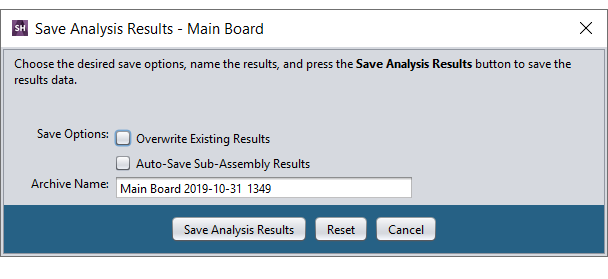 SH Save Analysis Results - Main Board
Choose the desired save options, name the results, and press the Save Analysis Results button to save the
results data.
Save Options: Overwrite Existing Results
Auto-Save Sub-Assembly Results
Archive Name: Main Board 2019-10-31 1349
Save Analysis Results Reset Cancel